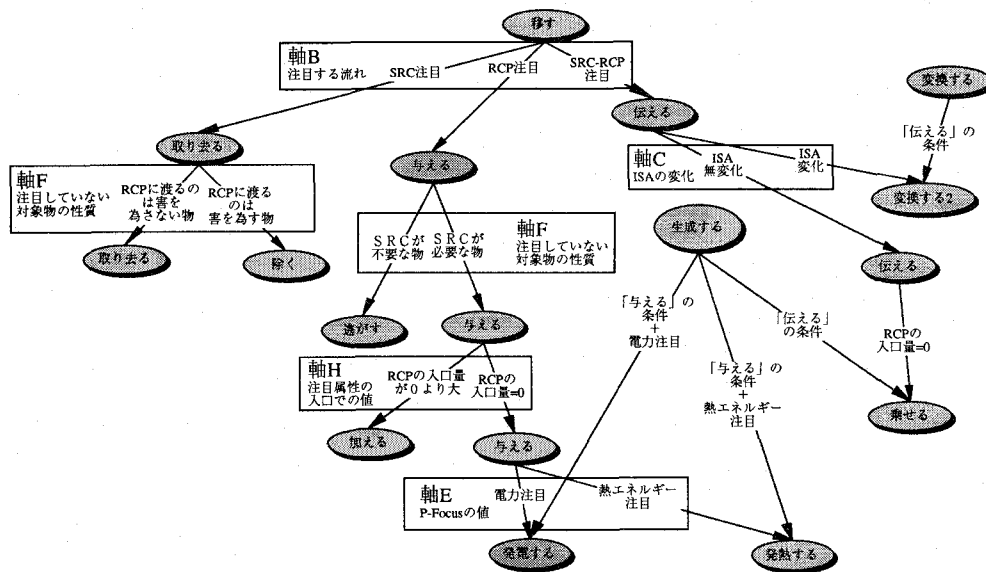 移す
軸B
注目する流れ
SRC注目
RCP注目
SRC-RCP
注目
変換する
伝える
「伝える」の
条件
取り去る
与える
軸C
ISAの変化
ISA
無変化
ISA
変化
変換する2
軸F
注目していない
対象物の性質
RCPに渡るの
は害を
為さない物
RCPに渡る
のは
害を為す物
取り去る
除く
SRCが
不要な物
SRCが
必要な物
軸F
注目していない
対象物の性質
生成する
伝える
逃がす
与える
「与える」の
条件
+
電力注目
「伝える」
の条件
RCPの
入口量=0
軸H
注目属性の
入口での値
RCPの入口量
が0より大
RCPの
入口量=0
「与える」の
条件
+
熱エネルギー
注目
乗せる
加える
与える
軸E
P-Focusの値
電力注目
熱エネルギー
注目
発電する
発熱する